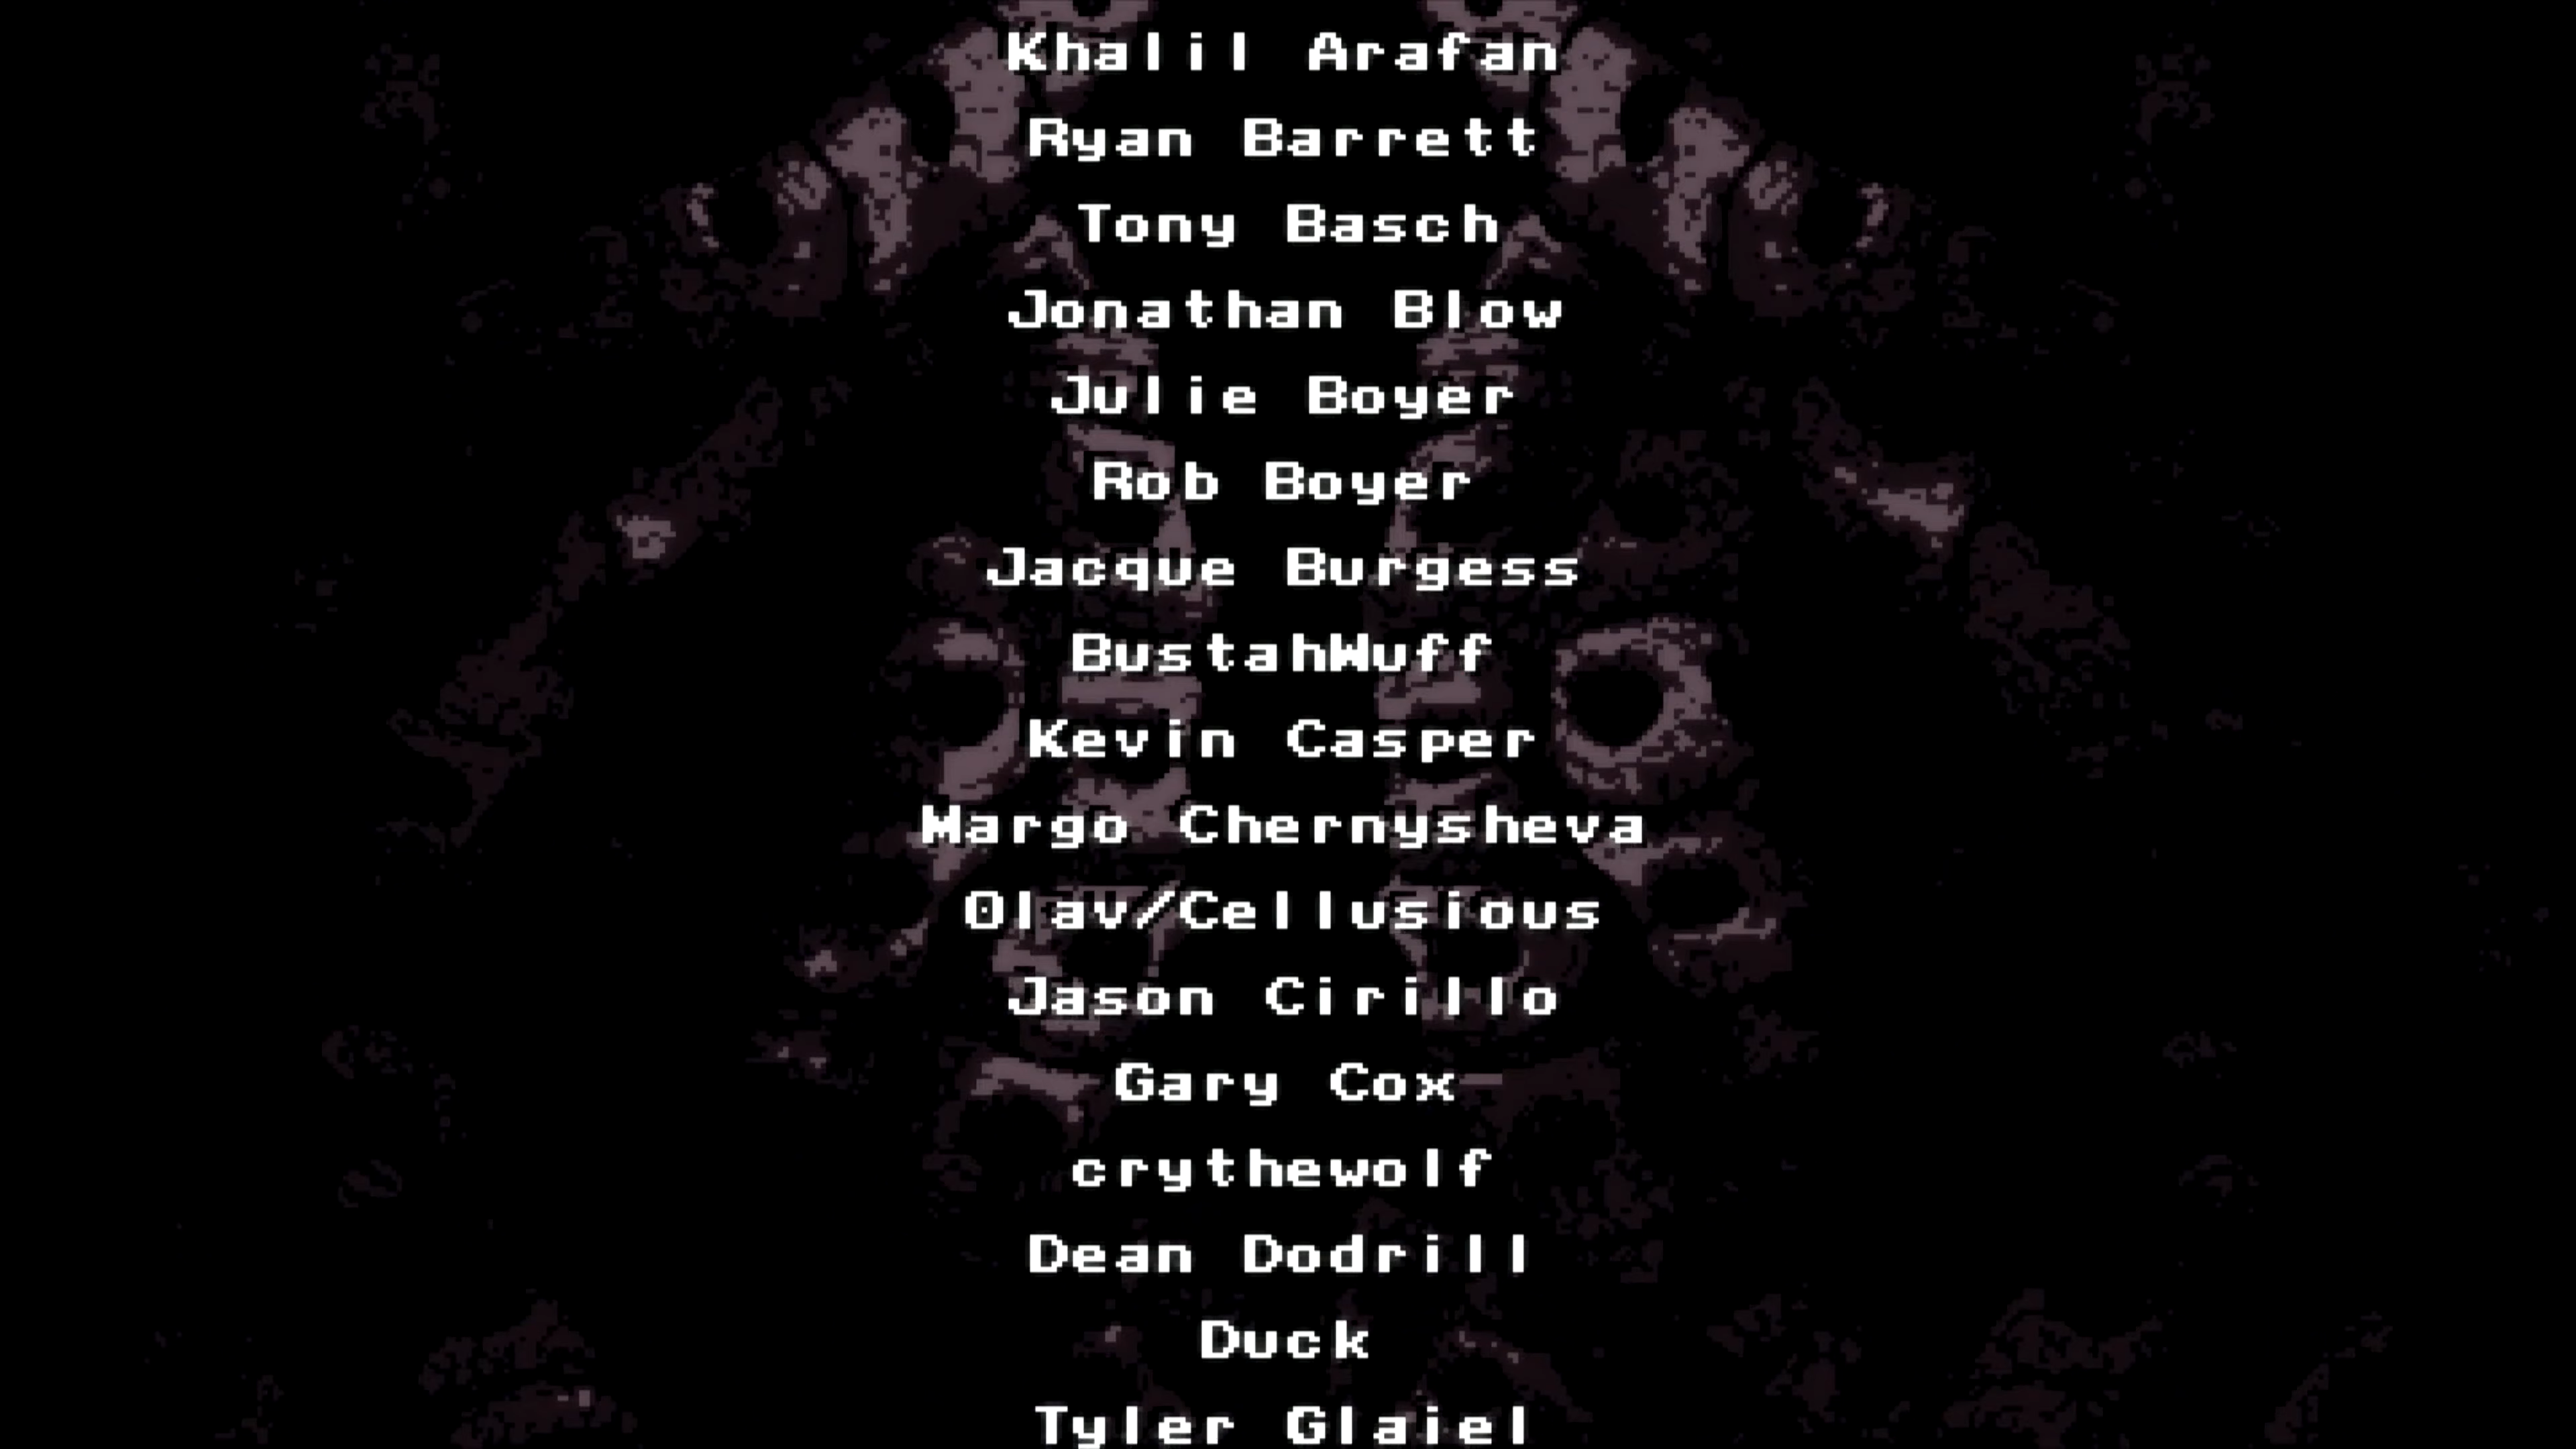 Khalil Arafan
Ryan Barrett
Tony Basch
Jonathan Blow
Julie Boyer
Rob Boyer
Jacque Burgess
BustahWuff
Kevin Casper
Margo Chernysheva
Olav/Cellusious
Jason Cirillo
Gary Cox
crythewolf
Dean Dodrill
Duck
Tyler Glaiel